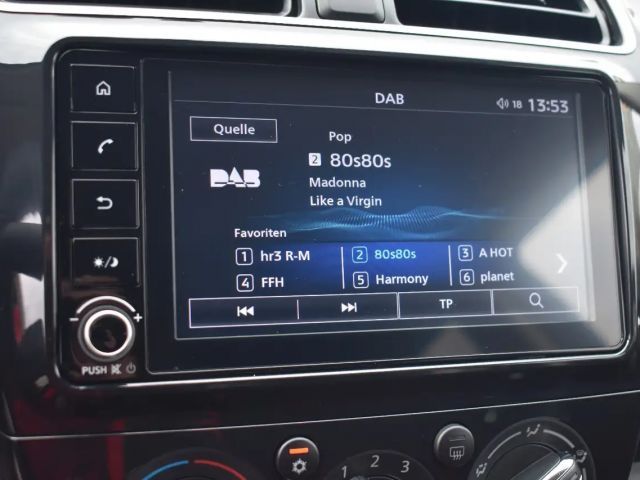 DAB
18 13:53
Quelle
Pop
2 80s80s
DAB
Madonna
Like a Virgin
Favoriten
1 hr3 R-M 2 80s80s 3 A HOT
4 FFH 5 Harmony 6 planet
TP
- +
PUSH
1 2 3